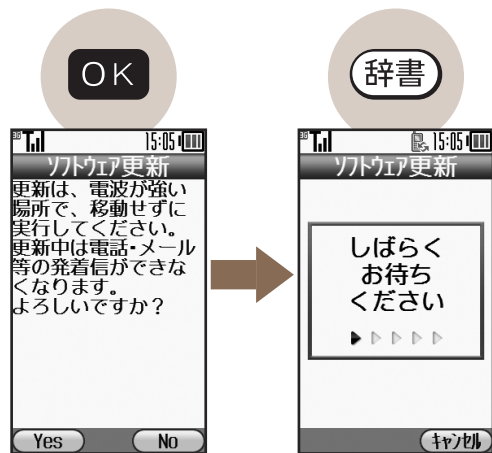 OK
辞書
3G 15:05
ソフトウェア更新
更新は、電波が強い
場所で、移動せずに
実行してください。
更新中は電話・メール
等の発着信ができな
くなります。
よろしいですか？
Yes No
3G 15:05
ソフトウェア更新
しばらく
お待ち
ください
キャンセル